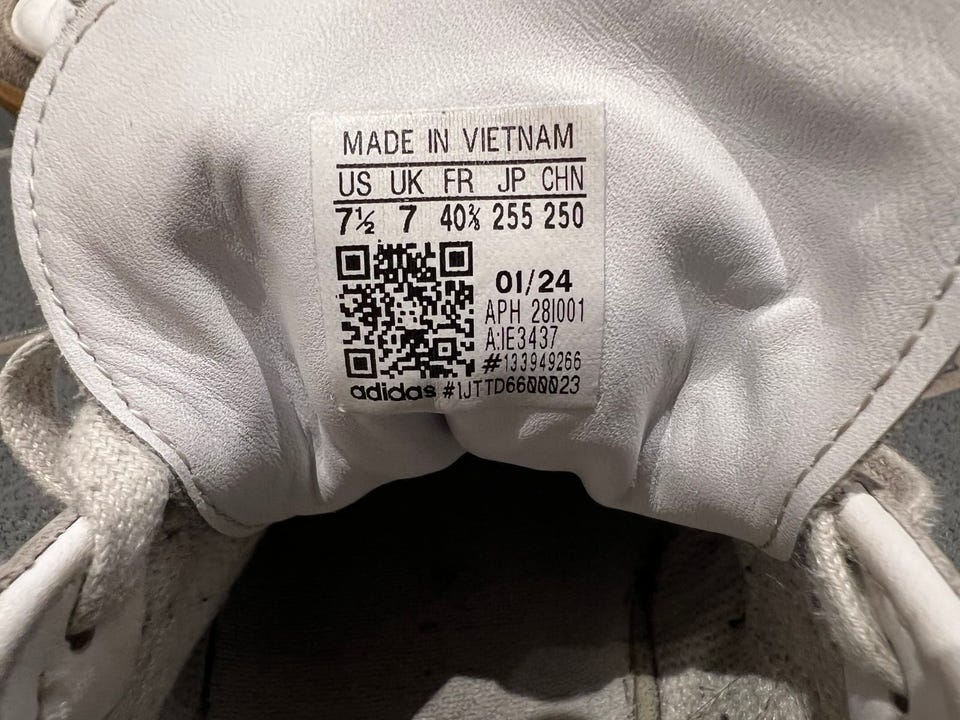 MADE IN VIETNAM
US UK FR JP CHN
7½ 7 40⅔ 255 250
01/24
APH 28I001
A:IE3437
#133949266
adidas #1JTTD6600023